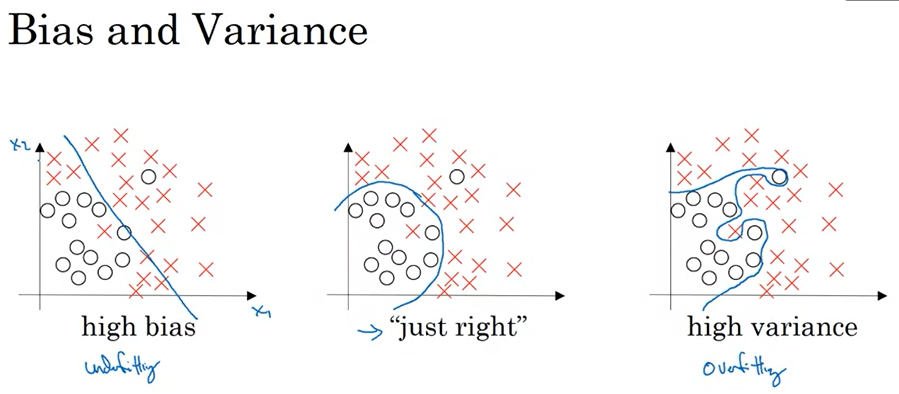 Bias and Variance
x2
x1
high bias
→ "just right"
high variance
underfitting
overfitting